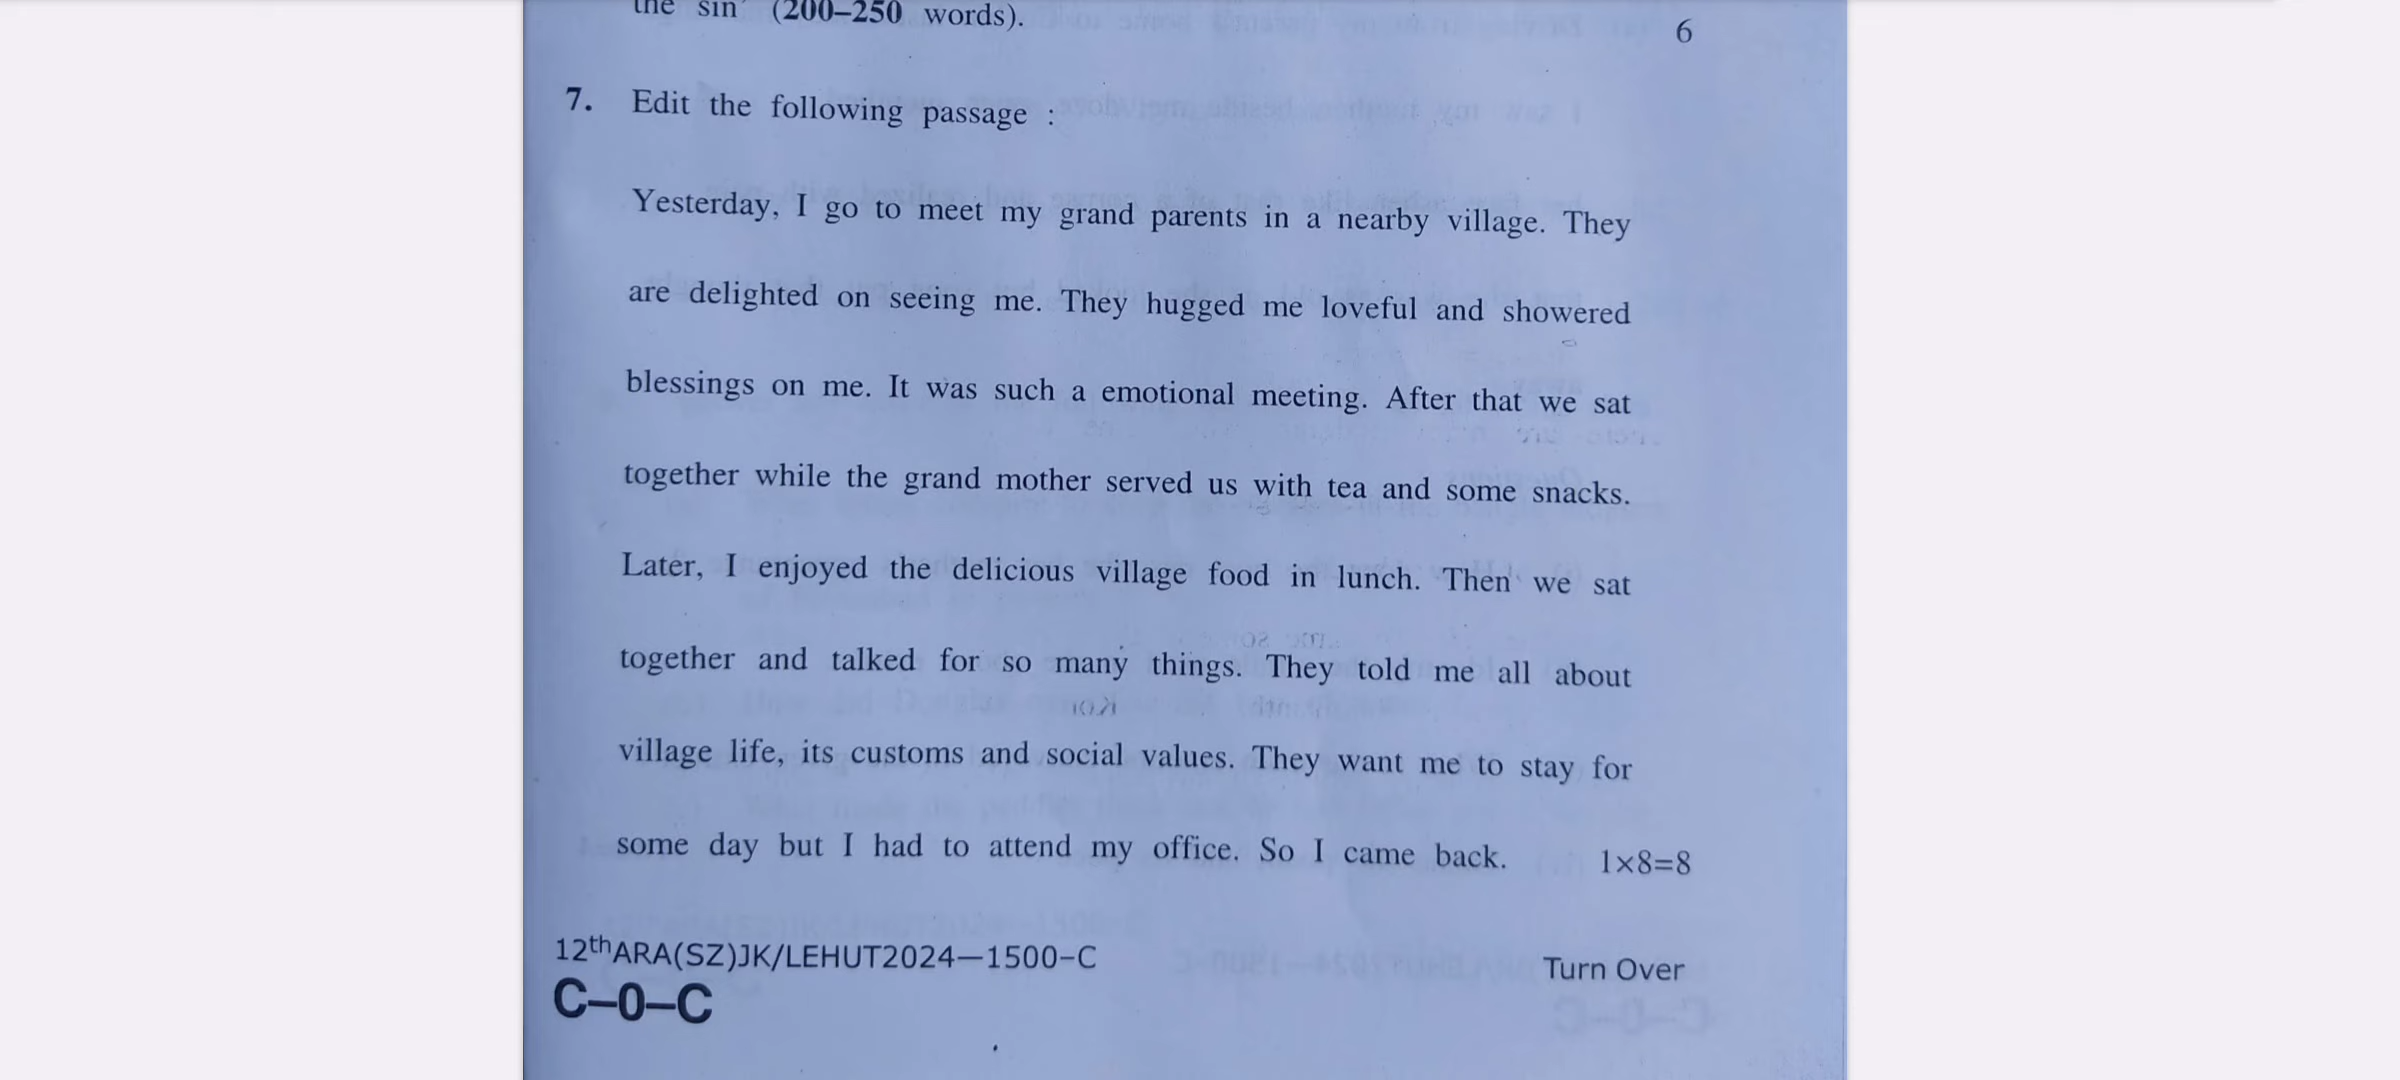 the sin' (200–250 words).
6
7. Edit the following passage :
Yesterday, I go to meet my grand parents in a nearby village. They
are delighted on seeing me. They hugged me loveful and showered
blessings on me. It was such a emotional meeting. After that we sat
together while the grand mother served us with tea and some snacks.
Later, I enjoyed the delicious village food in lunch. Then we sat
together and talked for so many things. They told me all about
village life, its customs and social values. They want me to stay for
some day but I had to attend my office. So I came back. 1×8=8
12thARA(SZ)JK/LEHUT2024—1500-C
Turn Over
C–0–C